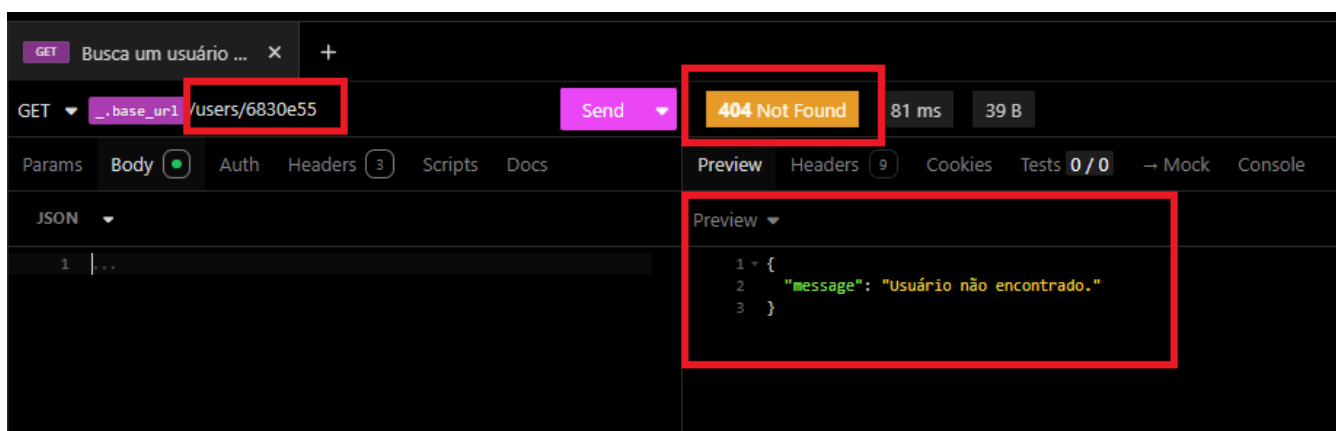 GET Busca um usuário ... × +
GET _.base_url /users/6830e55 Send 404 Not Found 81 ms 39 B
Params Body Auth Headers 3 Scripts Docs Preview Headers 9 Cookies Tests 0 / 0 → Mock Console
JSON Preview
1 ...
1 {
2 "message": "Usuário não encontrado."
3 }